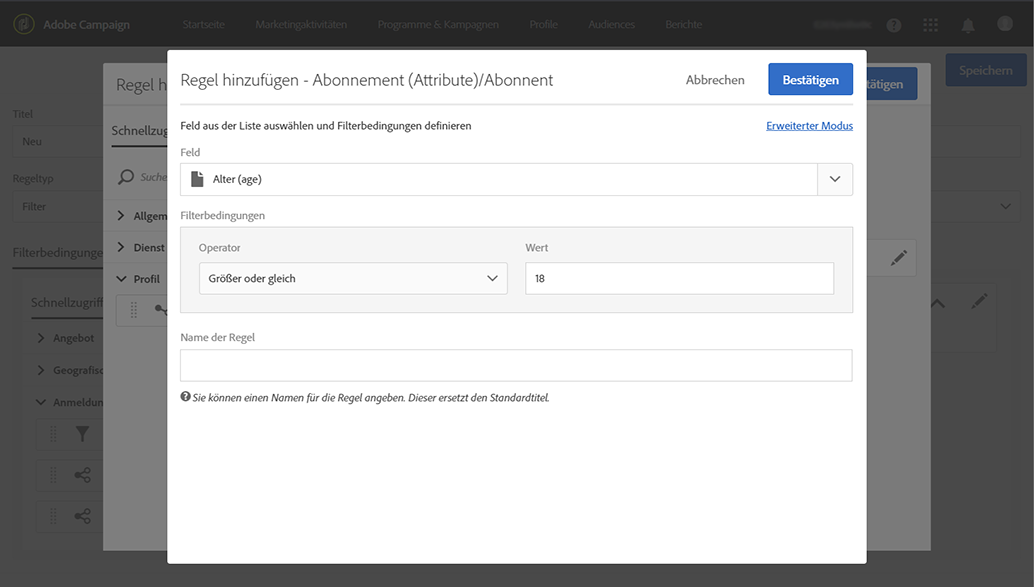 Adobe Campaign
Startseite
Marketingaktivitäten
Programme & Kampagnen
Profile
Audiences
Berichte
Speichern
Titel
Neu
Regeltyp
Filter
Filterbedingunge
Schnellzugriff
Angebot
Geografisc
Anmeldun
Regel h
tätigen
Schnellzug
Suche
Allgem
Dienst
Profil
Regel hinzufügen - Abonnement (Attribute)/Abonnent
Abbrechen
Bestätigen
Feld aus der Liste auswählen und Filterbedingungen definieren
Erweiterter Modus
Feld
Alter (age)
Filterbedingungen
Operator
Wert
Größer oder gleich
18
Name der Regel
Sie können einen Namen für die Regel angeben. Dieser ersetzt den Standardtitel.